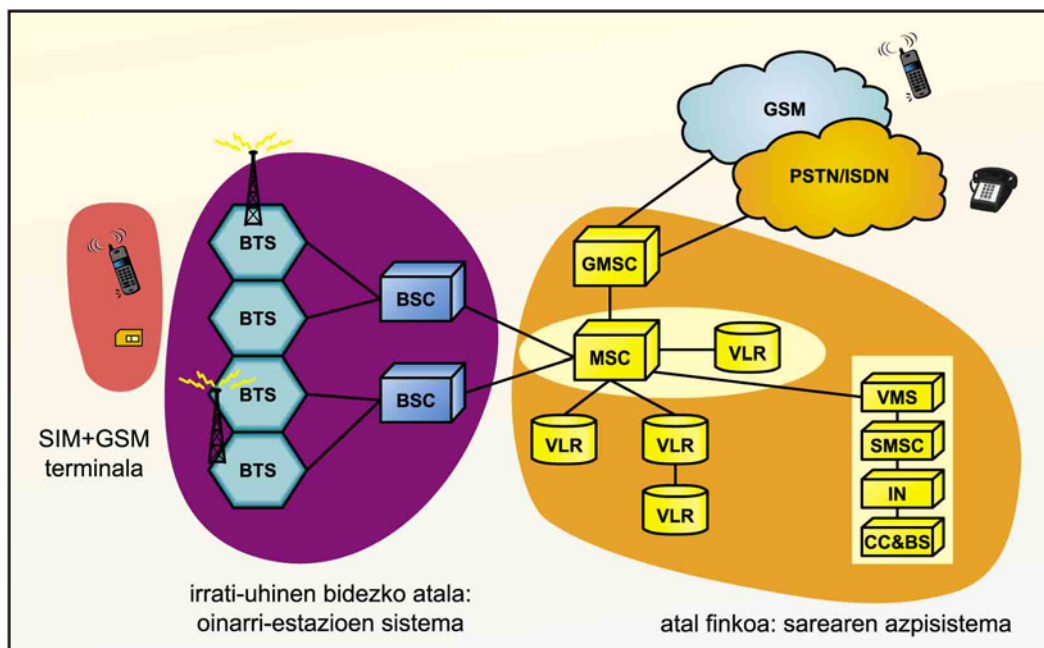 GSM
PSTN/ISDN
BTS
BTS
BTS
BTS
BSC
BSC
GMSC
MSC
VLR
VLR
VLR
VLR
VMS
SMSC
IN
CC&BS
SIM+GSM
terminala
irrati-uhinen bidezko atala:
oinarri-estazioen sistema
atal finkoa: sarearen azpisistema